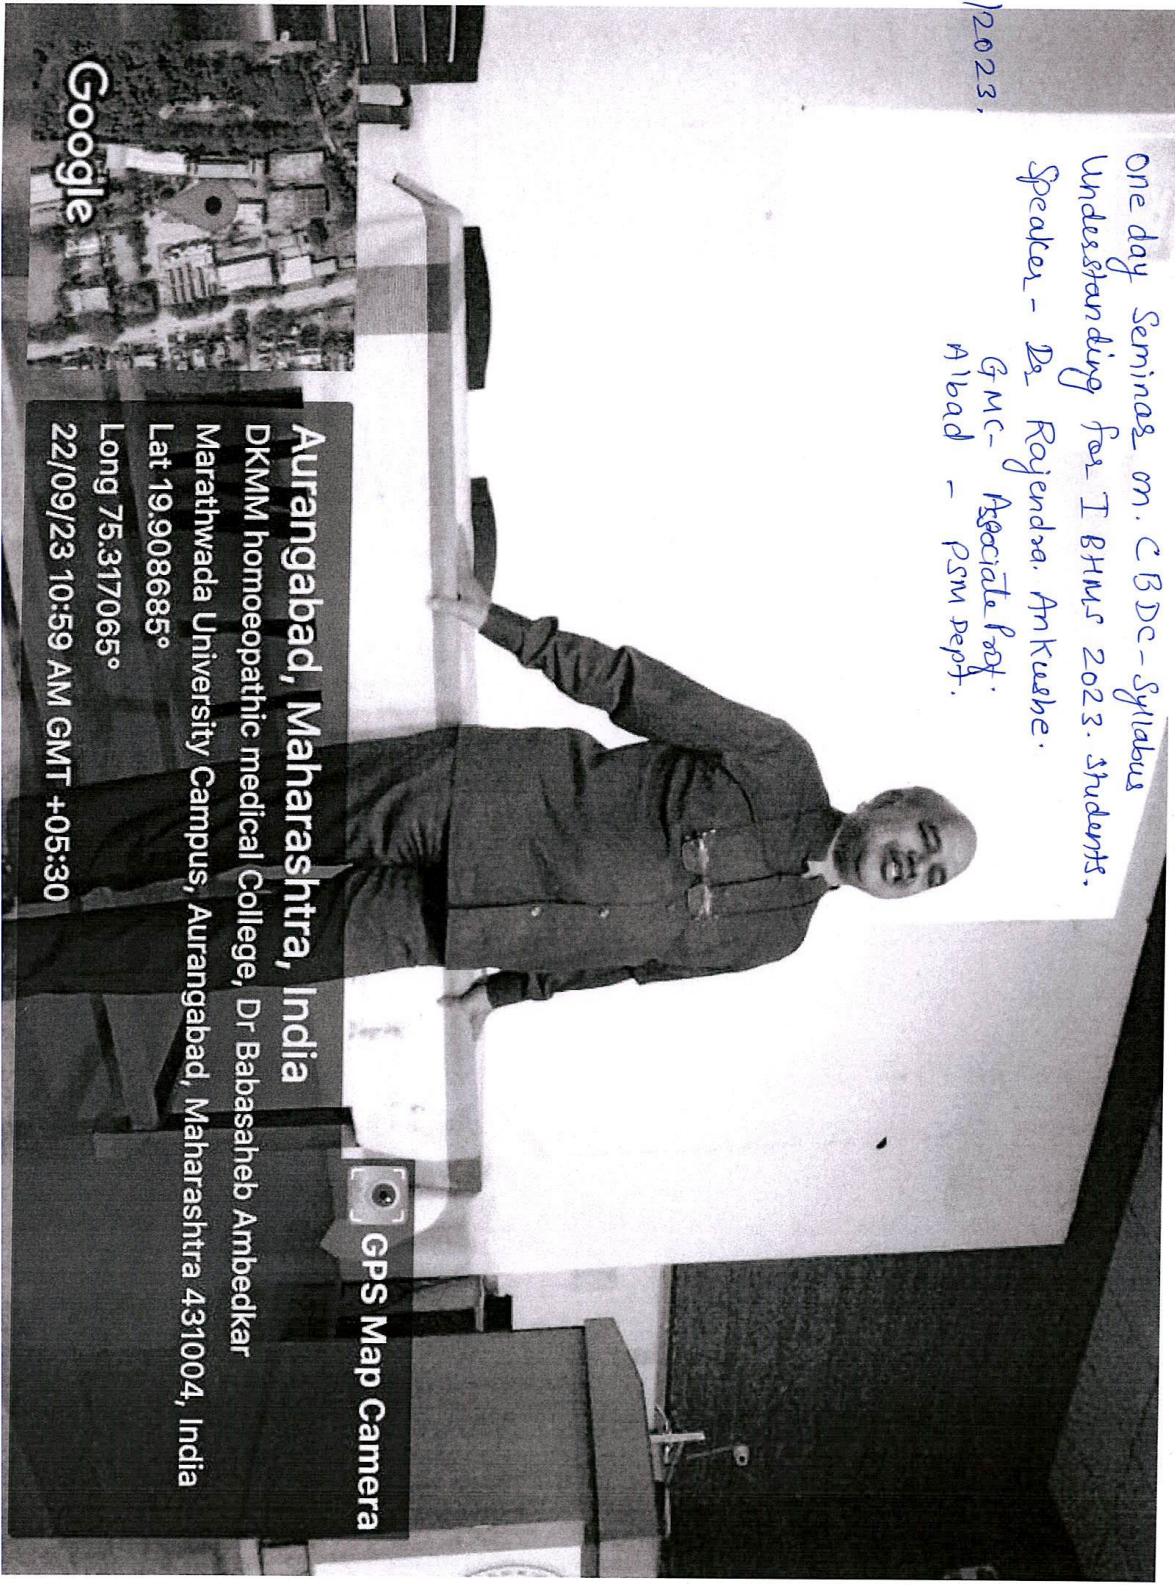 )2023.
One day Seminar on. CBDC-Syllabus
Understanding for I BHMS 2023. Students.
Speaker - Dr Rajendra. Ankushe.
GMC- Associate Prof.
A'bad - PSM Dept.
GPS Map Camera
Aurangabad, Maharashtra, India
DKMM homoeopathic medical College, Dr Babasaheb Ambedkar
Marathwada University Campus, Aurangabad, Maharashtra 431004, India
Lat 19.908685°
Long 75.317065°
22/09/23 10:59 AM GMT +05:30
Google